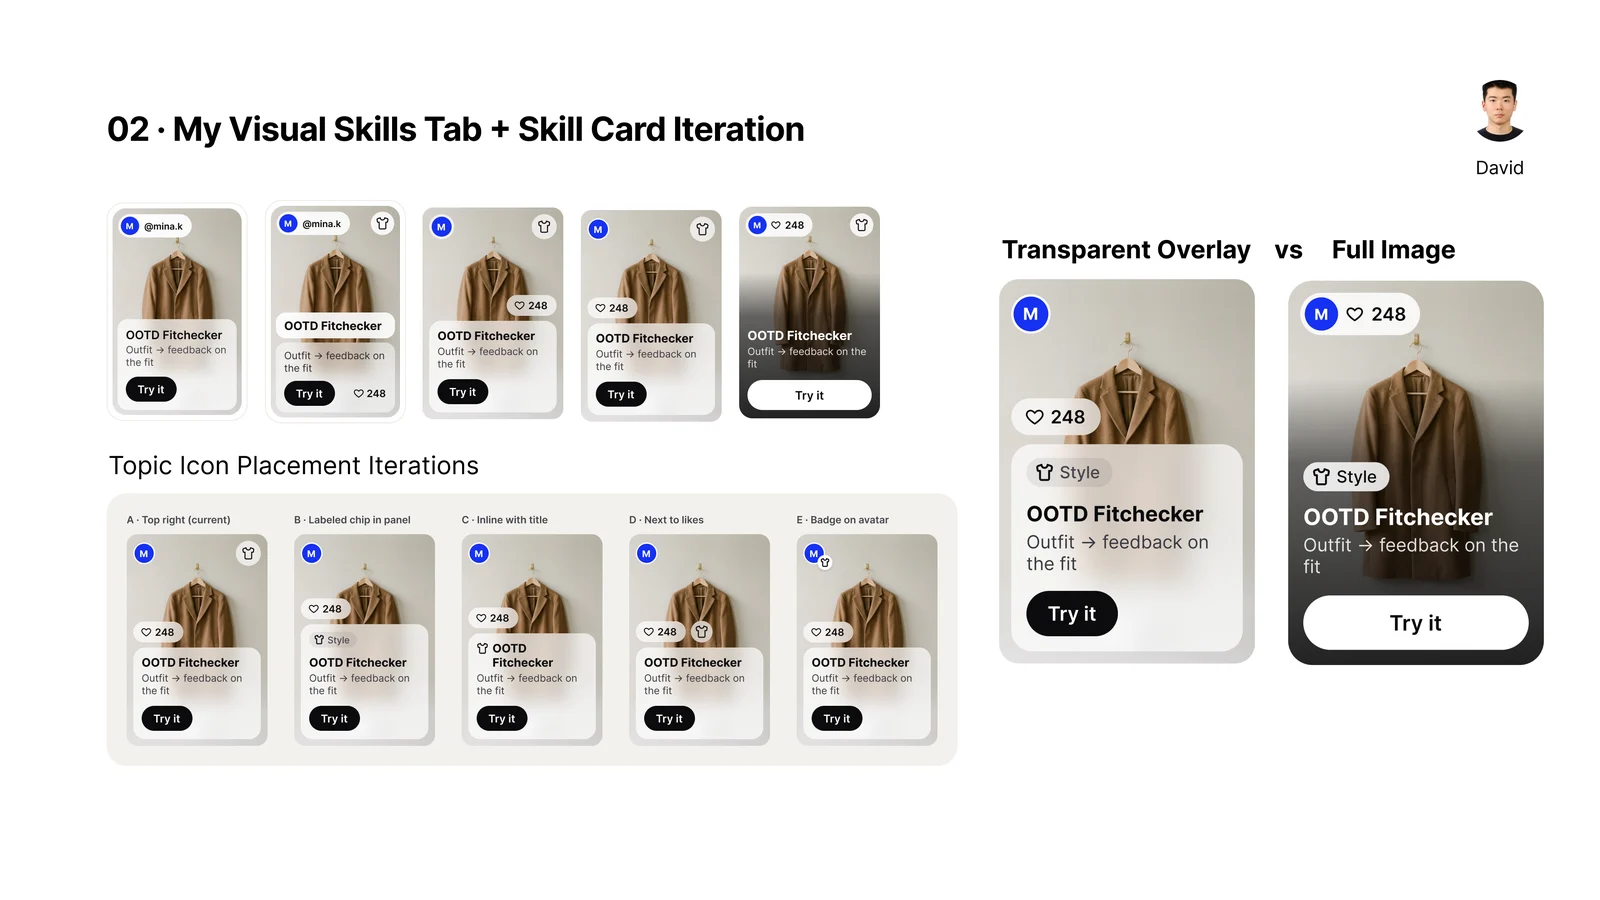 02 · My Visual Skills Tab + Skill Card Iteration
David
M @mina.k
OOTD Fitchecker
Outfit → feedback on
the fit
Try it
M @mina.k
OOTD Fitchecker
Outfit → feedback on
the fit
Try it
248
M
248
OOTD Fitchecker
Outfit → feedback on
the fit
Try it
M
248
OOTD Fitchecker
Outfit → feedback on
the fit
Try it
M 248
OOTD Fitchecker
Outfit → feedback on the
fit
Try it
Topic Icon Placement Iterations
A · Top right (current)
M
248
OOTD Fitchecker
Outfit → feedback on
the fit
Try it
B · Labeled chip in panel
M
248
Style
OOTD Fitchecker
Outfit → feedback on
the fit
Try it
C · Inline with title
M
248
OOTD
Fitchecker
Outfit → feedback on
the fit
Try it
D · Next to likes
M
248
OOTD Fitchecker
Outfit → feedback on
the fit
Try it
E · Badge on avatar
M
248
OOTD Fitchecker
Outfit → feedback on
the fit
Try it
Transparent Overlay vs Full Image
M
248
Style
OOTD Fitchecker
Outfit → feedback on
the fit
Try it
M 248
Style
OOTD Fitchecker
Outfit → feedback on the
fit
Try it